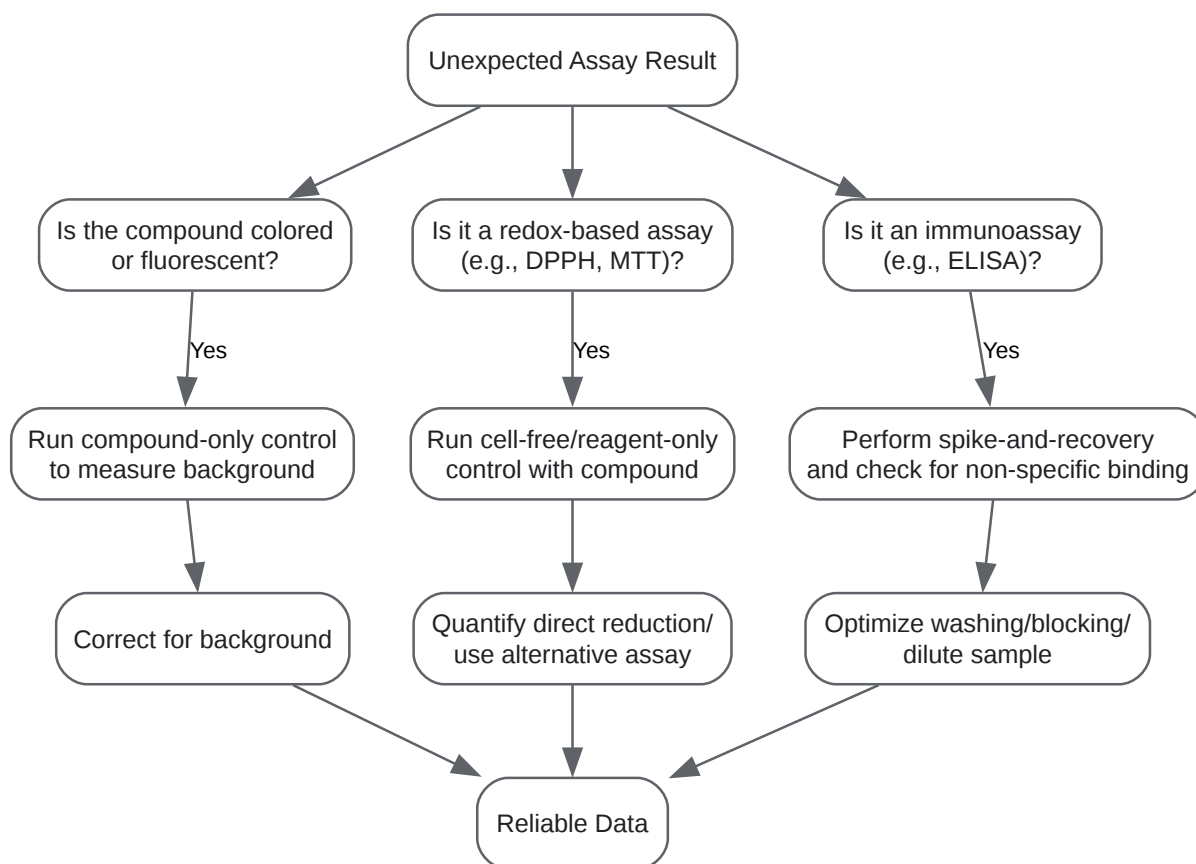 Unexpected Assay Result
Is the compound colored
or fluorescent?
Is it a redox-based assay
(e.g., DPPH, MTT)?
Is it an immunoassay
(e.g., ELISA)?
Yes
Yes
Yes
Run compound-only control
to measure background
Run cell-free/reagent-only
control with compound
Perform spike-and-recovery
and check for non-specific binding
Correct for background
Quantify direct reduction/
use alternative assay
Optimize washing/blocking/
dilute sample
Reliable Data